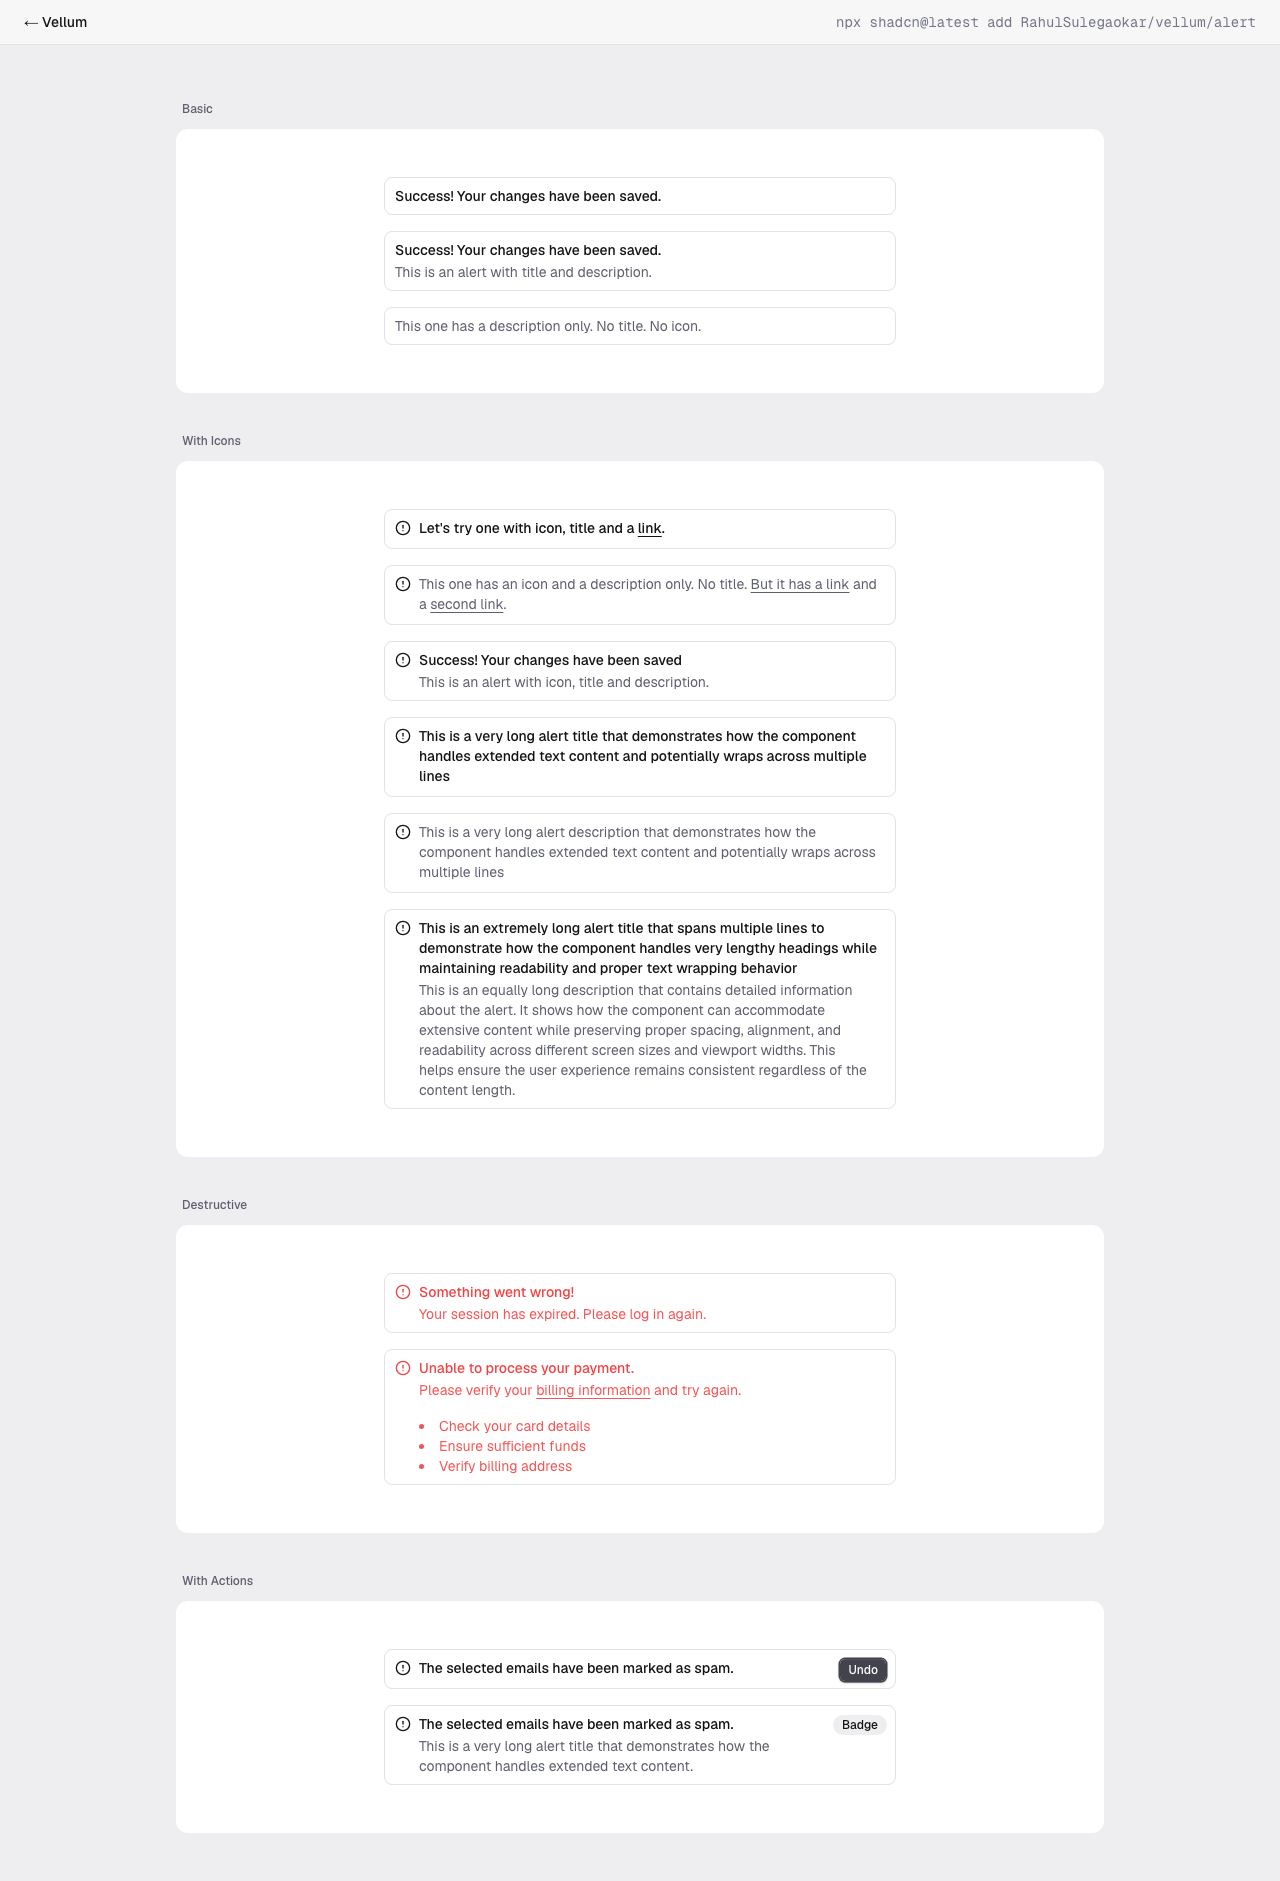 ← Vellum
npx shadcn@latest add RahulSulegaokar/vellum/alert
Basic
Success! Your changes have been saved.
Success! Your changes have been saved.
This is an alert with title and description.
This one has a description only. No title. No icon.
With Icons
Let's try one with icon, title and a link.
This one has an icon and a description only. No title. But it has a link and
a second link.
Success! Your changes have been saved
This is an alert with icon, title and description.
This is a very long alert title that demonstrates how the component
handles extended text content and potentially wraps across multiple
lines
This is a very long alert description that demonstrates how the
component handles extended text content and potentially wraps across
multiple lines
This is an extremely long alert title that spans multiple lines to
demonstrate how the component handles very lengthy headings while
maintaining readability and proper text wrapping behavior
This is an equally long description that contains detailed information
about the alert. It shows how the component can accommodate
extensive content while preserving proper spacing, alignment, and
readability across different screen sizes and viewport widths. This
helps ensure the user experience remains consistent regardless of the
content length.
Destructive
Something went wrong!
Your session has expired. Please log in again.
Unable to process your payment.
Please verify your billing information and try again.
• Check your card details
• Ensure sufficient funds
• Verify billing address
With Actions
The selected emails have been marked as spam.
Undo
The selected emails have been marked as spam.
Badge
This is a very long alert title that demonstrates how the
component handles extended text content.